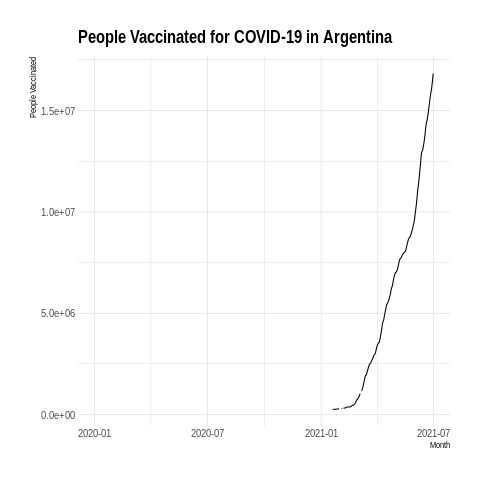 People Vaccinated for COVID-19 in Argentina
People Vaccinated
1.5e+07
1.0e+07
5.0e+06
0.0e+00
2020-01
2020-07
2021-01
2021-07
Month